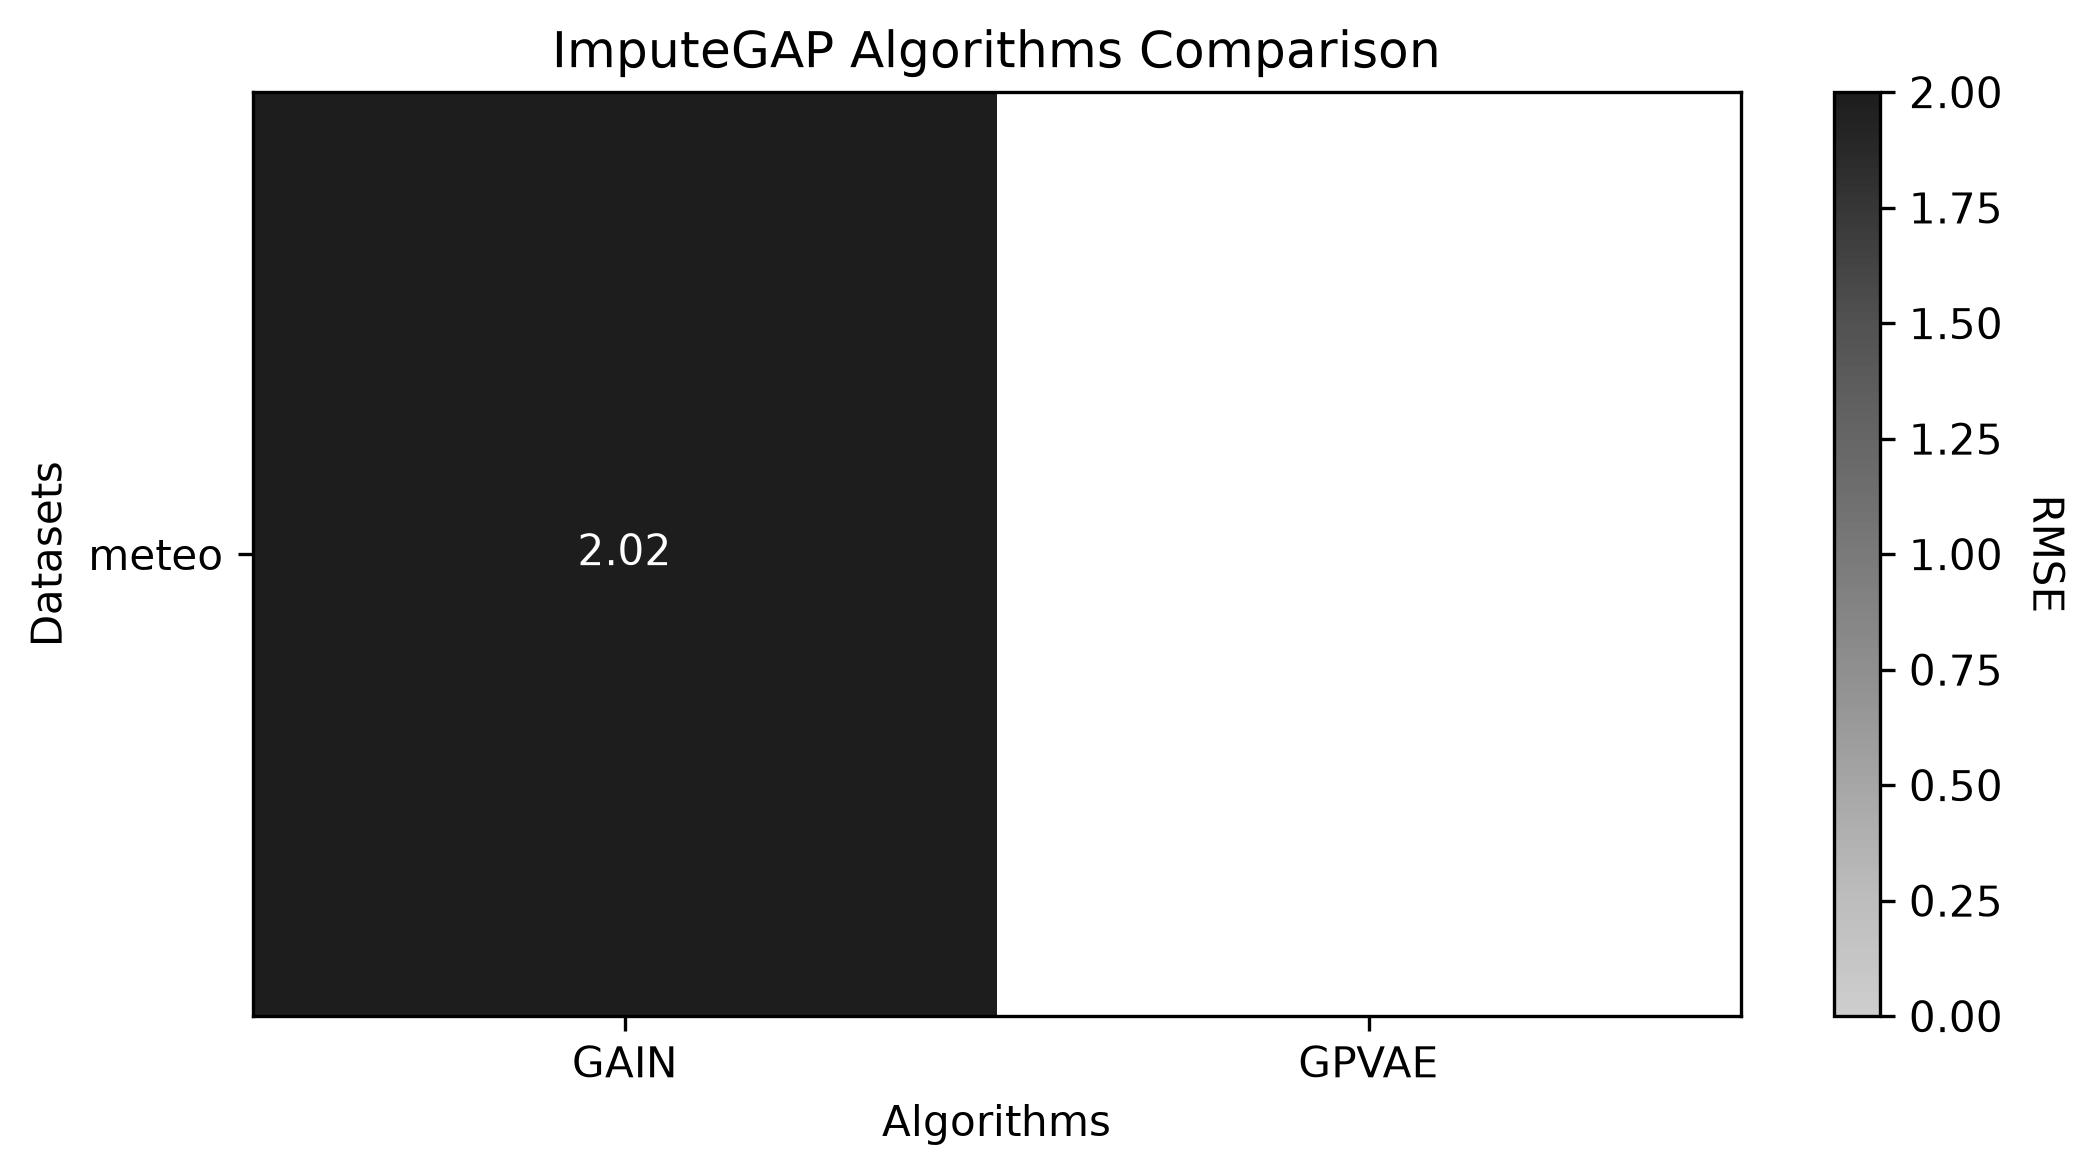 ImputeGAP Algorithms Comparison
Datasets
meteo
2.02
GAIN
GPVAE
Algorithms
2.00
1.75
1.50
1.25
1.00
0.75
0.50
0.25
0.00
RMSE